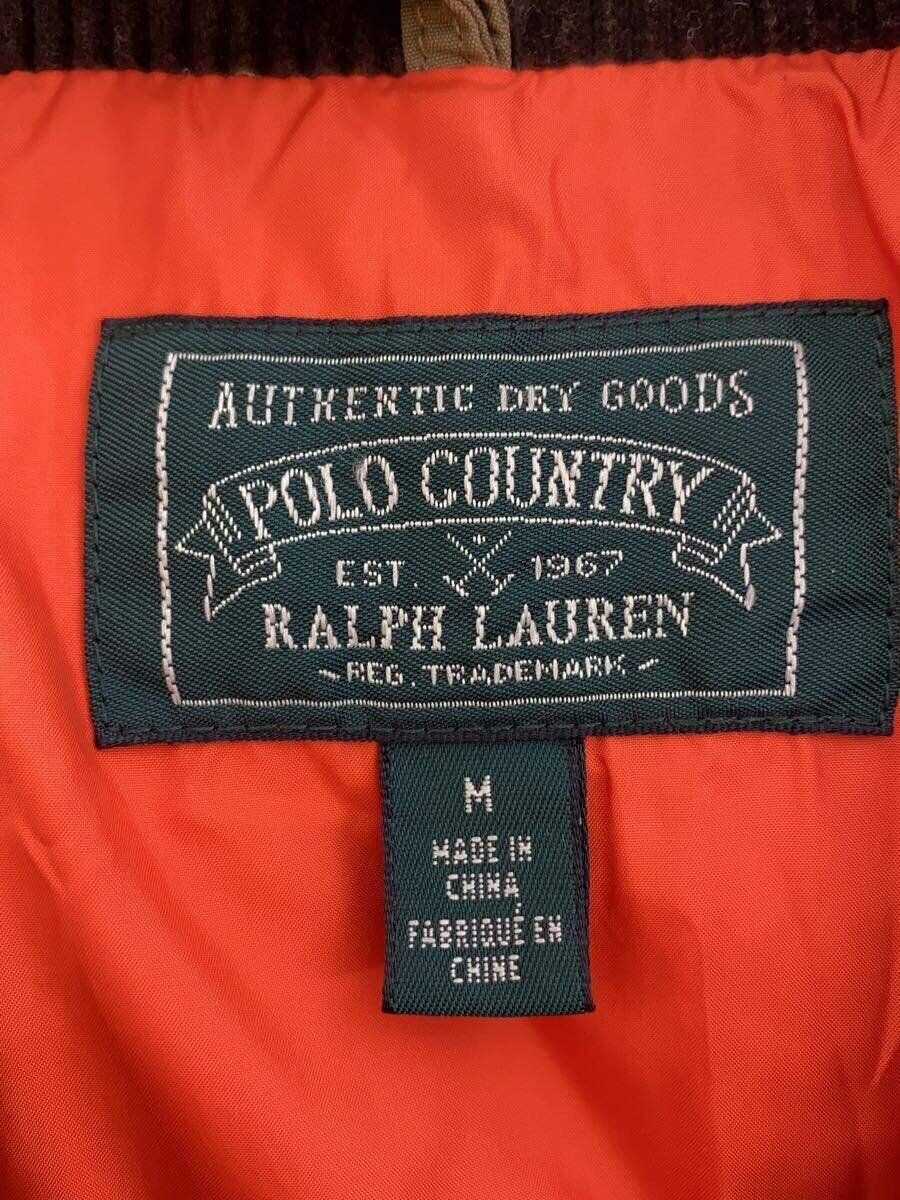 AUTHENTIC DRY GOODS
POLO COUNTRY
EST. 1967
RALPH LAUREN
-REG. TRADEMARK-
M
MADE IN
CHINA
FABRIQUÉ EN
CHINE